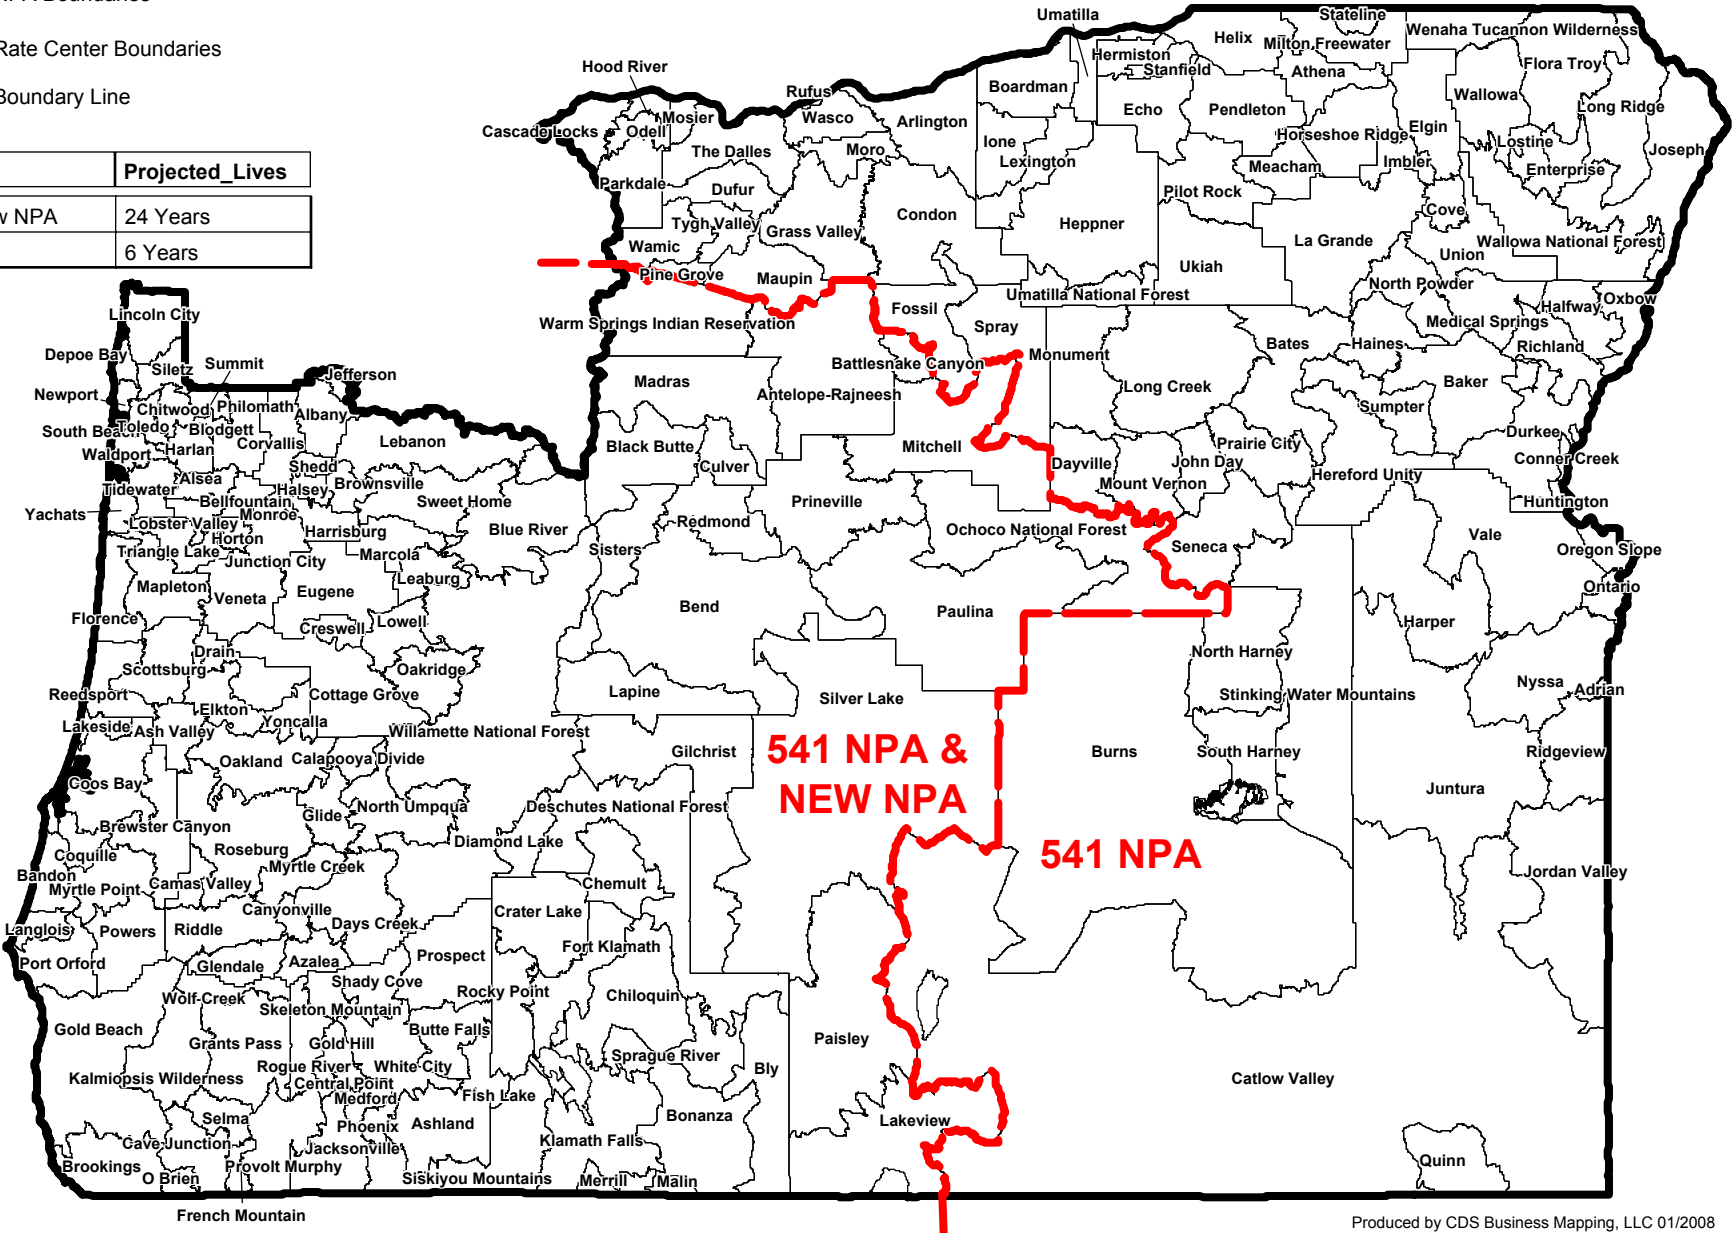 Rate Center Boundaries
Boundary Line
Projected_Lives
w NPA
24 Years
6 Years
Umatilla
Stateline
Helix
Milton Freewater
Wenaha Tucannon Wilderness
Hermiston
Stanfield
Athena
Flora Troy
Hood River
Boardman
Rufus
Wallowa
Long Ridge
Echo
Pendleton
Mosier
Wasco
Arlington
Cascade Locks
Odell
Horseshoe Ridge
Elgin
Ione
Lexington
Lostine
Joseph
The Dalles
Moro
Imbler
Meacham
Enterprise
Parkdale
Dufur
Pilot Rock
Condon
Cove
Tygh Valley
Grass Valley
Heppner
La Grande
Wallowa National Forest
Wamic
Union
Pine Grove
Maupin
Ukiah
North Powder
Umatilla National Forest
Oxbow
Fossil
Halfway
Lincoln City
Warm Springs Indian Reservation
Spray
Medical Springs
Depoe Bay
Summit
Siletz
Battlesnake Canyon
Monument
Bates
Haines
Richland
Jefferson
Madras
Long Creek
Baker
Newport
Antelope-Rajneesh
Chitwood
Philomath
Albany
Sumpter
South Beach
Toledo
Blodgett
Corvallis
Lebanon
Black Butte
Mitchell
Prairie City
Durkee
Waldport
Harlan
Shedd
Culver
Dayville
John Day
Conner Creek
Tidewater
Alsea
Halsey
Brownsville
Mount Vernon
Hereford Unity
Bellfountain
Sweet Home
Prineville
Huntington
Yachats
Monroe
Lobster Valley
Harrisburg
Blue River
Redmond
Ochoco National Forest
Vale
Horton
Triangle Lake
Junction City
Marcola
Sisters
Seneca
Oregon Slope
Leaburg
Mapleton
Veneta
Eugene
Ontario
Bend
Paulina
Florence
Creswell
Lowell
Harper
Drain
North Harney
Scottsburg
Oakridge
Reedsport
Cottage Grove
Lapine
Silver Lake
Stinking Water Mountains
Nyssa
Adrian
Elkton
Lakeside
Ash Valley
Yoncalla
Willamette National Forest
541 NPA &
NEW NPA
Gilchrist
Burns
South Harney
Ridgeview
Oakland
Calapooya Divide
Coos Bay
Juntura
Glide
North Umpqua
Deschutes National Forest
Brewster Canyon
Diamond Lake
541 NPA
Coquille
Roseburg
Myrtle Creek
Bandon
Myrtle Point
Camas Valley
Chemult
Jordan Valley
Canyonville
Crater Lake
Langlois
Powers
Riddle
Days Creek
Fort Klamath
Port Orford
Glendale
Azalea
Prospect
Shady Cove
Rocky Point
Chiloquin
Wolf Creek
Skeleton Mountain
Gold Beach
Butte Falls
Grants Pass
Gold Hill
Paisley
Rogue River
White City
Sprague River
Bly
Kalmiopsis Wilderness
Central Point
Catlow Valley
Medford
Fish Lake
Selma
Phoenix
Ashland
Bonanza
Lakeview
Cave Junction
Jacksonville
Klamath Falls
Brookings
Provolt Murphy
Quinn
O Brien
Siskiyou Mountains
Merrill
Malin
French Mountain
Produced by CDS Business Mapping, LLC 01/2008